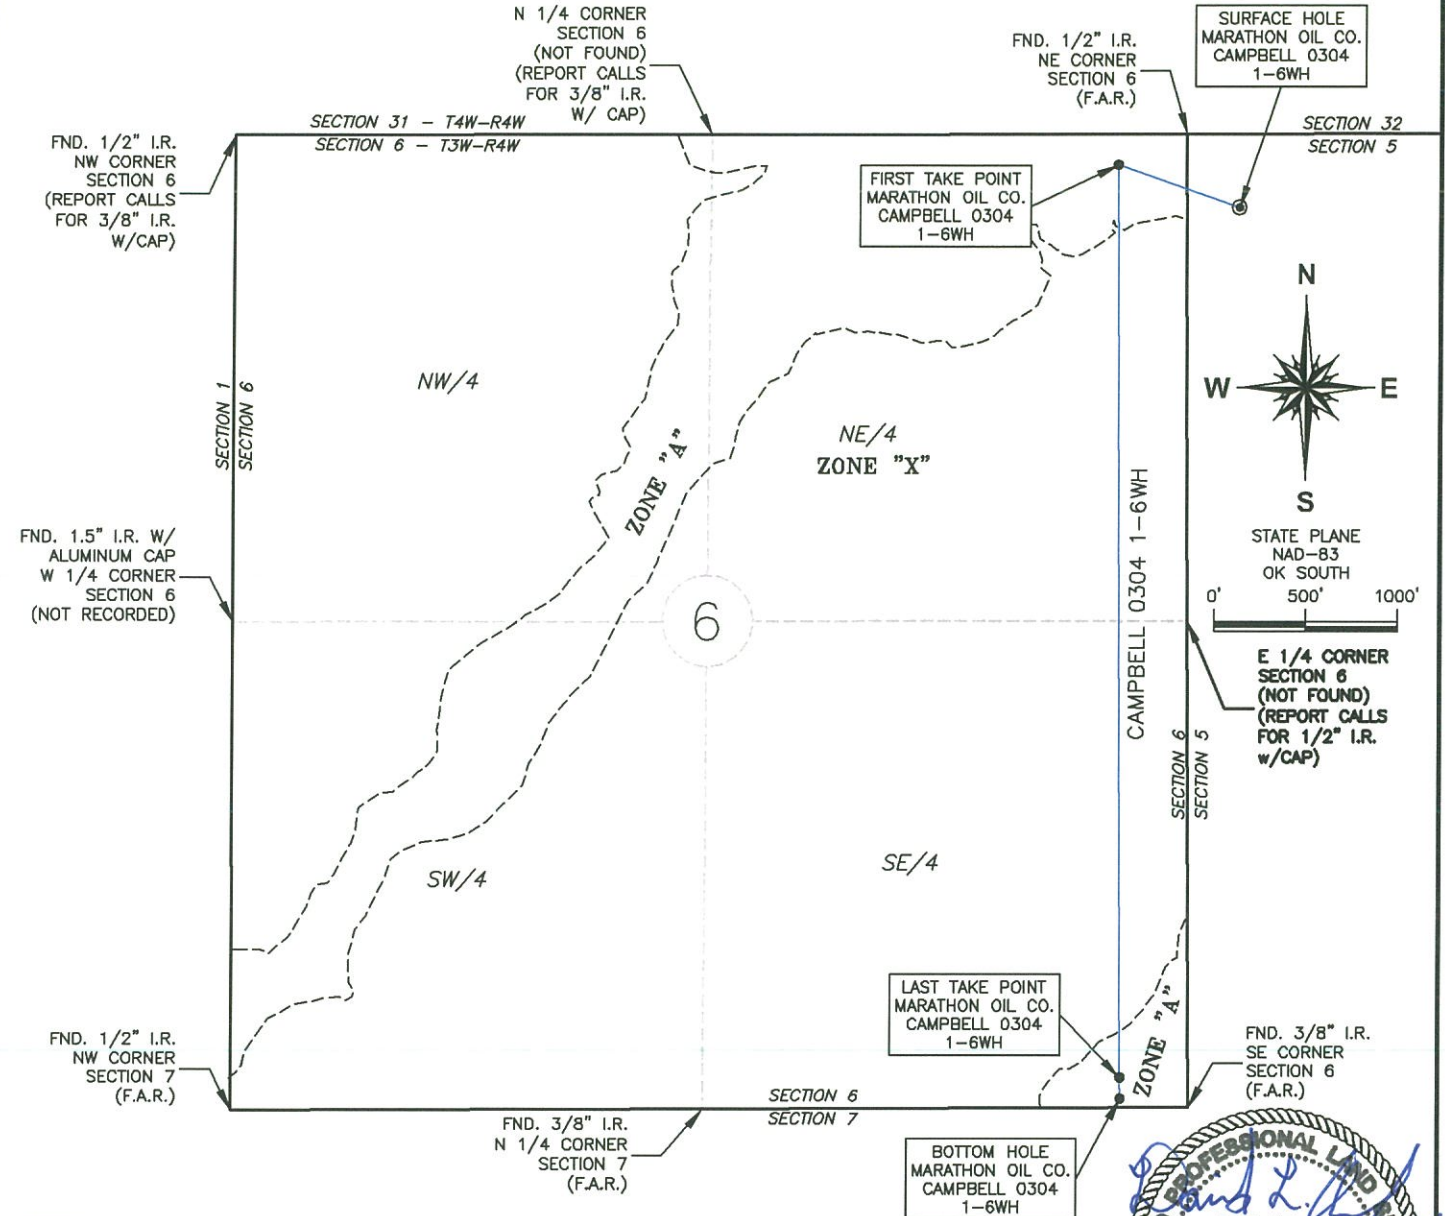 N 1/4 CORNER
SECTION 6
(NOT FOUND)
(REPORT CALLS
FOR 3/8" I.R.
W/ CAP)
FND. 1/2" I.R.
NE CORNER
SECTION 6
(F.A.R.)
SURFACE HOLE
MARATHON OIL CO.
CAMPBELL 0304
1-6WH
SECTION 31 - T4W-R4W
SECTION 6 - T3W-R4W
SECTION 32
SECTION 5
FND. 1/2" I.R.
NW CORNER
SECTION 6
(REPORT CALLS
FOR 3/8" I.R.
W/CAP)
FIRST TAKE POINT
MARATHON OIL CO.
CAMPBELL 0304
1-6WH
N
W
E
S
NW/4
SECTION 1
SECTION 6
ZONE "A"
NE/4
ZONE "X"
CAMPBELL 0304 1-6WH
STATE PLANE
NAD-83
OK SOUTH
0' 500' 1000'
FND. 1.5" I.R. W/
ALUMINUM CAP
W 1/4 CORNER
SECTION 6
(NOT RECORDED)
6
E 1/4 CORNER
SECTION 6
(NOT FOUND)
(REPORT CALLS
FOR 1/2" I.R.
w/CAP)
SECTION 6
SECTION 5
SW/4
SE/4
LAST TAKE POINT
MARATHON OIL CO.
CAMPBELL 0304
1-6WH
ZONE "A"
FND. 1/2" I.R.
NW CORNER
SECTION 7
(F.A.R.)
FND. 3/8" I.R.
SE CORNER
SECTION 6
(F.A.R.)
SECTION 6
SECTION 7
FND. 3/8" I.R.
N 1/4 CORNER
SECTION 7
(F.A.R.)
BOTTOM HOLE
MARATHON OIL CO.
CAMPBELL 0304
1-6WH
PROFESSIONAL LAND
David L.